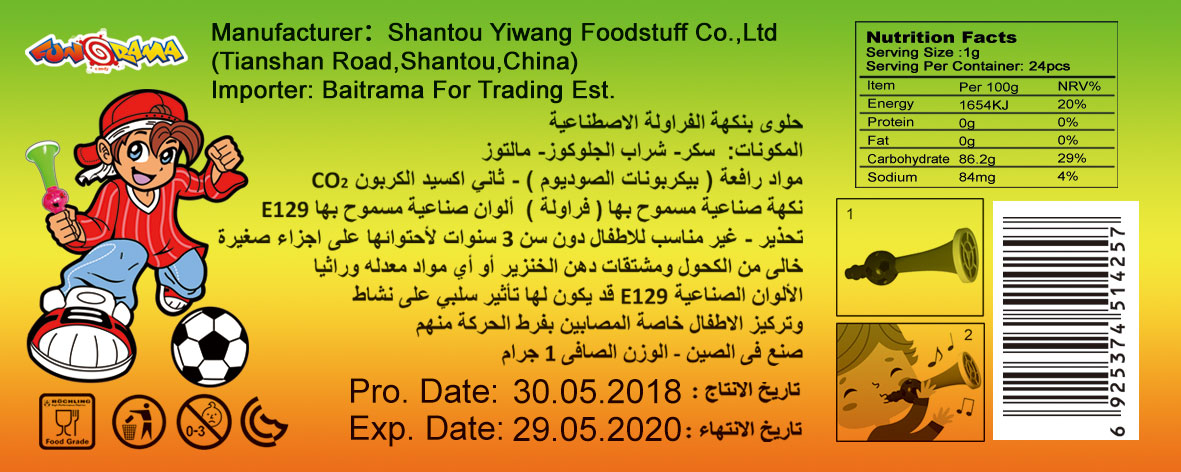 FUN RAMA
Manufacturer: Shantou Yiwang Foodstuff Co.,Ltd
(Tianshan Road,Shantou,China)
Importer: Baitrama For Trading Est.
حلوى بنكهة الفراولة الاصطناعية
المكونات: سكر- شراب الجلوكوز- مالتوز
مواد رافعة ( بيكربونات الصوديوم ) - ثاني اكسيد الكربون CO₂
نكهة صناعية مسموح بها ( فراولة ) ألوان صناعية مسموح بها E129
تحذير - غير مناسب للاطفال دون سن 3 سنوات لأحتوائها على اجزاء صغيرة
خالى من الكحول ومشتقات دهن الخنزير أو أي مواد معدله وراثيا
الألوان الصناعية E129 قد يكون لها تأثير سلبي على نشاط
وتركيز الاطفال خاصة المصابين بفرط الحركة منهم
صنع فى الصين - الوزن الصافى 1 جرام
Pro. Date: 30.05.2018 تاريخ الانتاج :
Exp. Date: 29.05.2020 تاريخ الانتهاء :
HÖCHLING
Food Grade
0-3
Nutrition Facts
Serving Size :1g
Serving Per Container: 24pcs
Item Per 100g NRV%
Energy 1654KJ 20%
Protein 0g 0%
Fat 0g 0%
Carbohydrate 86.2g 29%
Sodium 84mg 4%
1
2
6 925374 514257